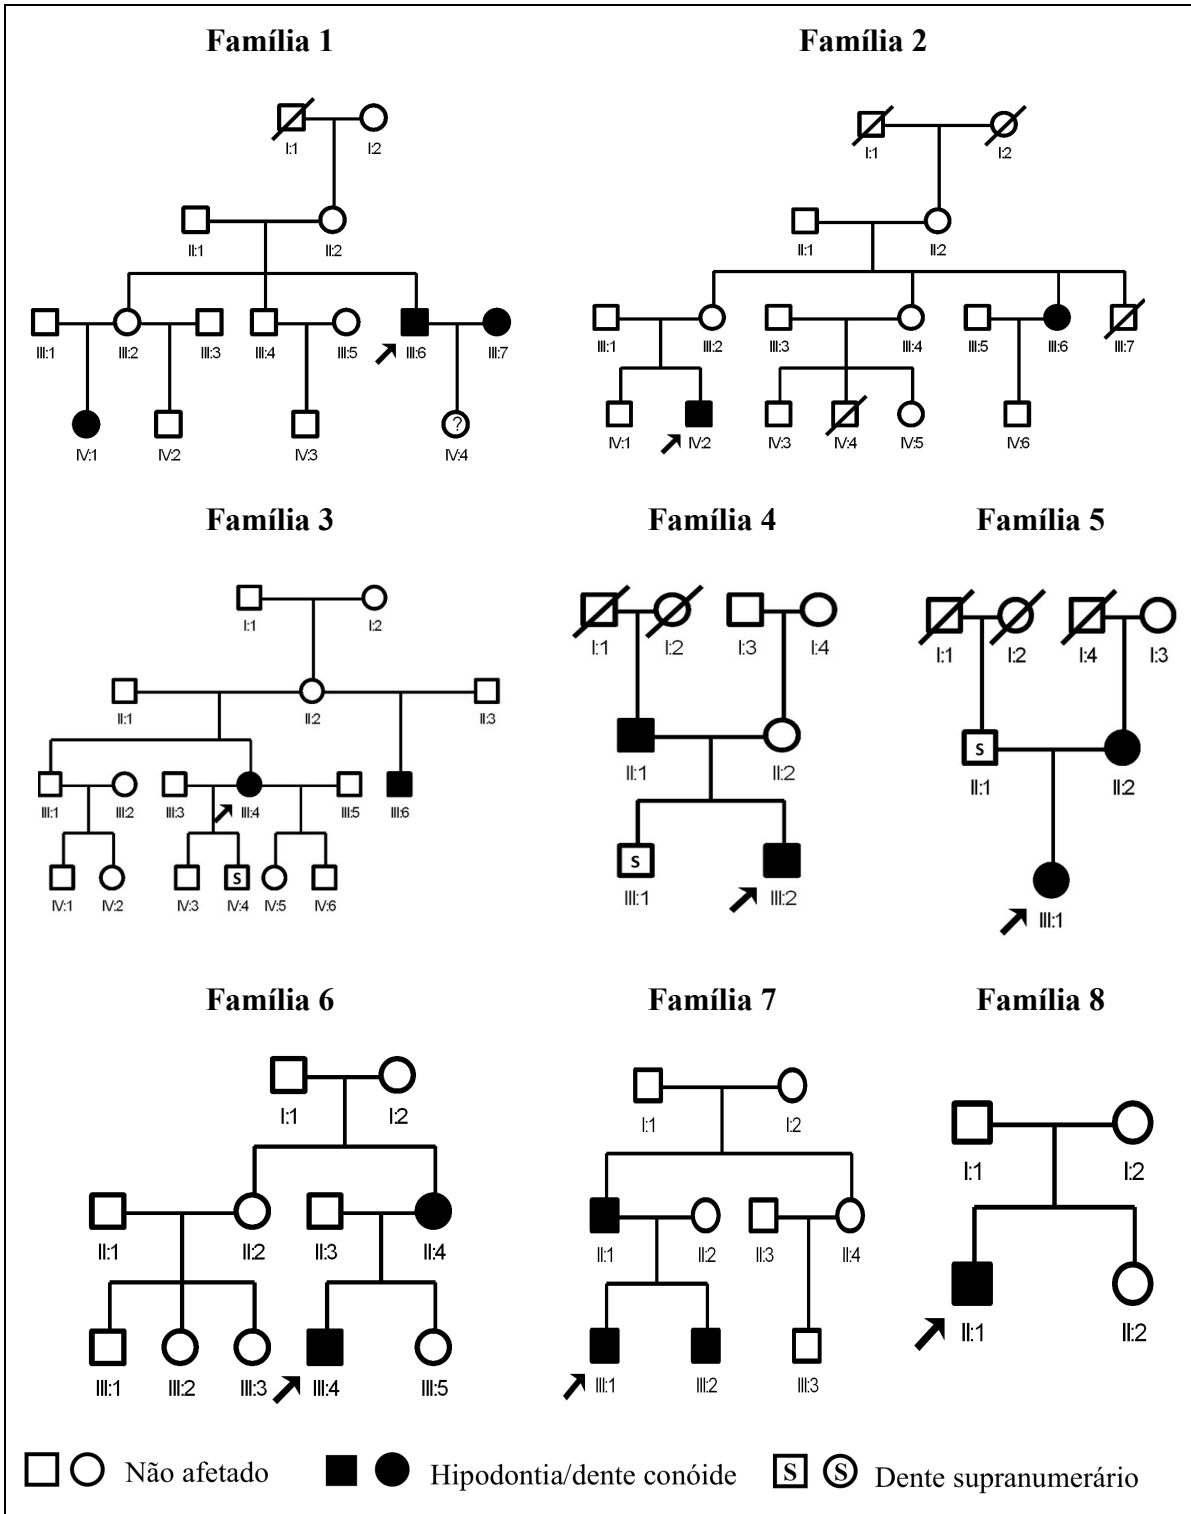 Família 1
I:1
I:2
II:1
II:2
III:1
III:2
III:3
III:4
III:5
III:6
III:7
?
IV:1
IV:2
IV:3
IV:4
Família 2
I:1
I:2
II:1
II:2
III:1
III:2
III:3
III:4
III:5
III:6
III:7
IV:1
IV:2
IV:3
IV:4
IV:5
IV:6
Família 3
I:1
I:2
II:1
II:2
II:3
III:1
III:2
III:3
III:4
III:5
III:6
S
IV:1
IV:2
IV:3
IV:4
IV:5
IV:6
Família 4
I:1
I:2
I:3
I:4
II:1
II:2
S
III:1
III:2
Família 5
I:1
I:2
I:4
I:3
S
II:1
II:2
III:1
Família 6
I:1
I:2
II:1
II:2
II:3
II:4
III:1
III:2
III:3
III:4
III:5
Família 7
I:1
I:2
II:1
II:2
II:3
II:4
III:1
III:2
III:3
Família 8
I:1
I:2
II:1
II:2
Não afetado
Hipodontia/dente conóide
S S Dente supranumerário